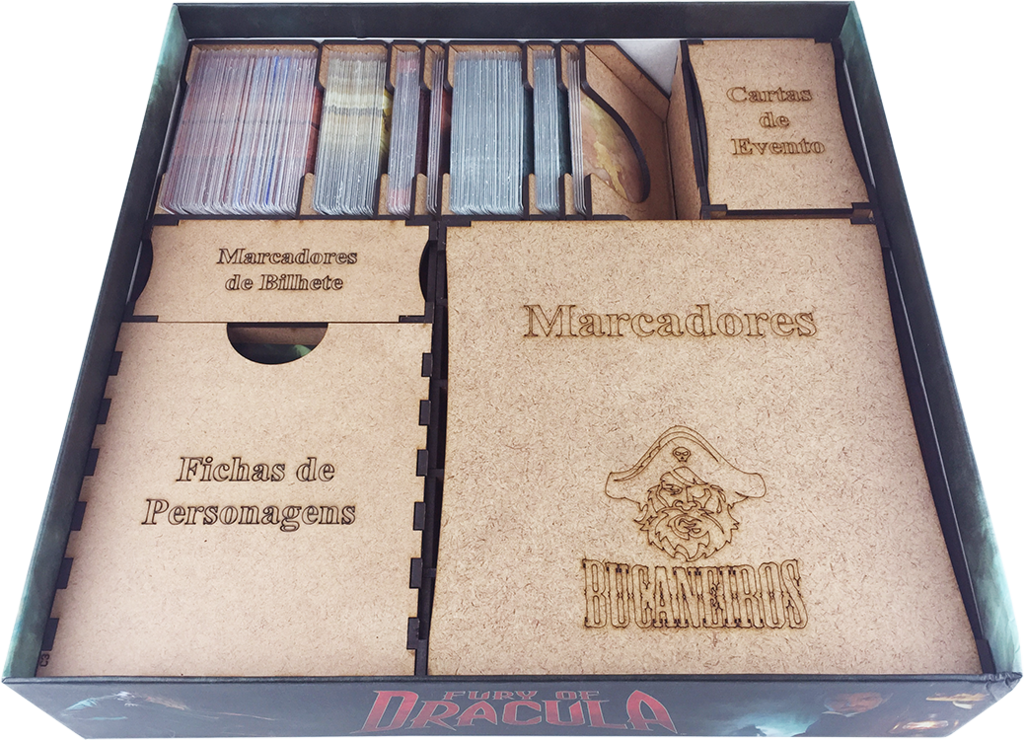 Cartas
de
Evento
Marcadores
de Bilhete
Marcadores
Fichas de
Personagens
BUCANEIROS
FURY OF
DRACULA